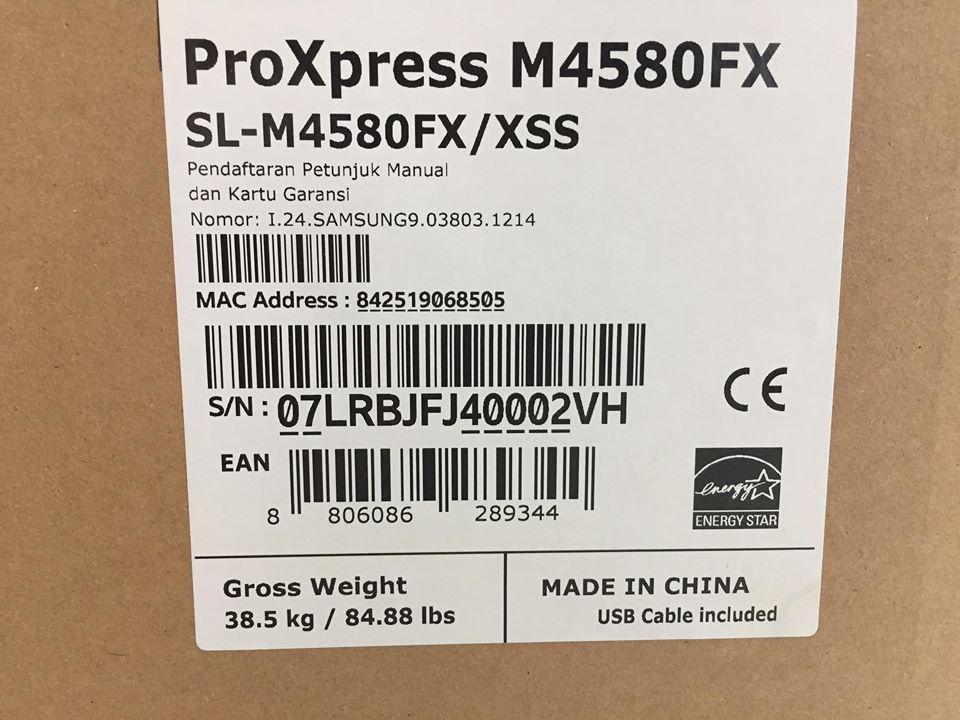 ProXpress M4580FX
SL-M4580FX/XSS
Pendaftaran Petunjuk Manual
dan Kartu Garansi
Nomor: I.24.SAMSUNG9.03803.1214
MAC Address : 842519068505
S/N : 07LRBJFJ40002VH
CE
EAN
8 806086 289344
energy
ENERGY STAR
Gross Weight
38.5 kg / 84.88 lbs
MADE IN CHINA
USB Cable included